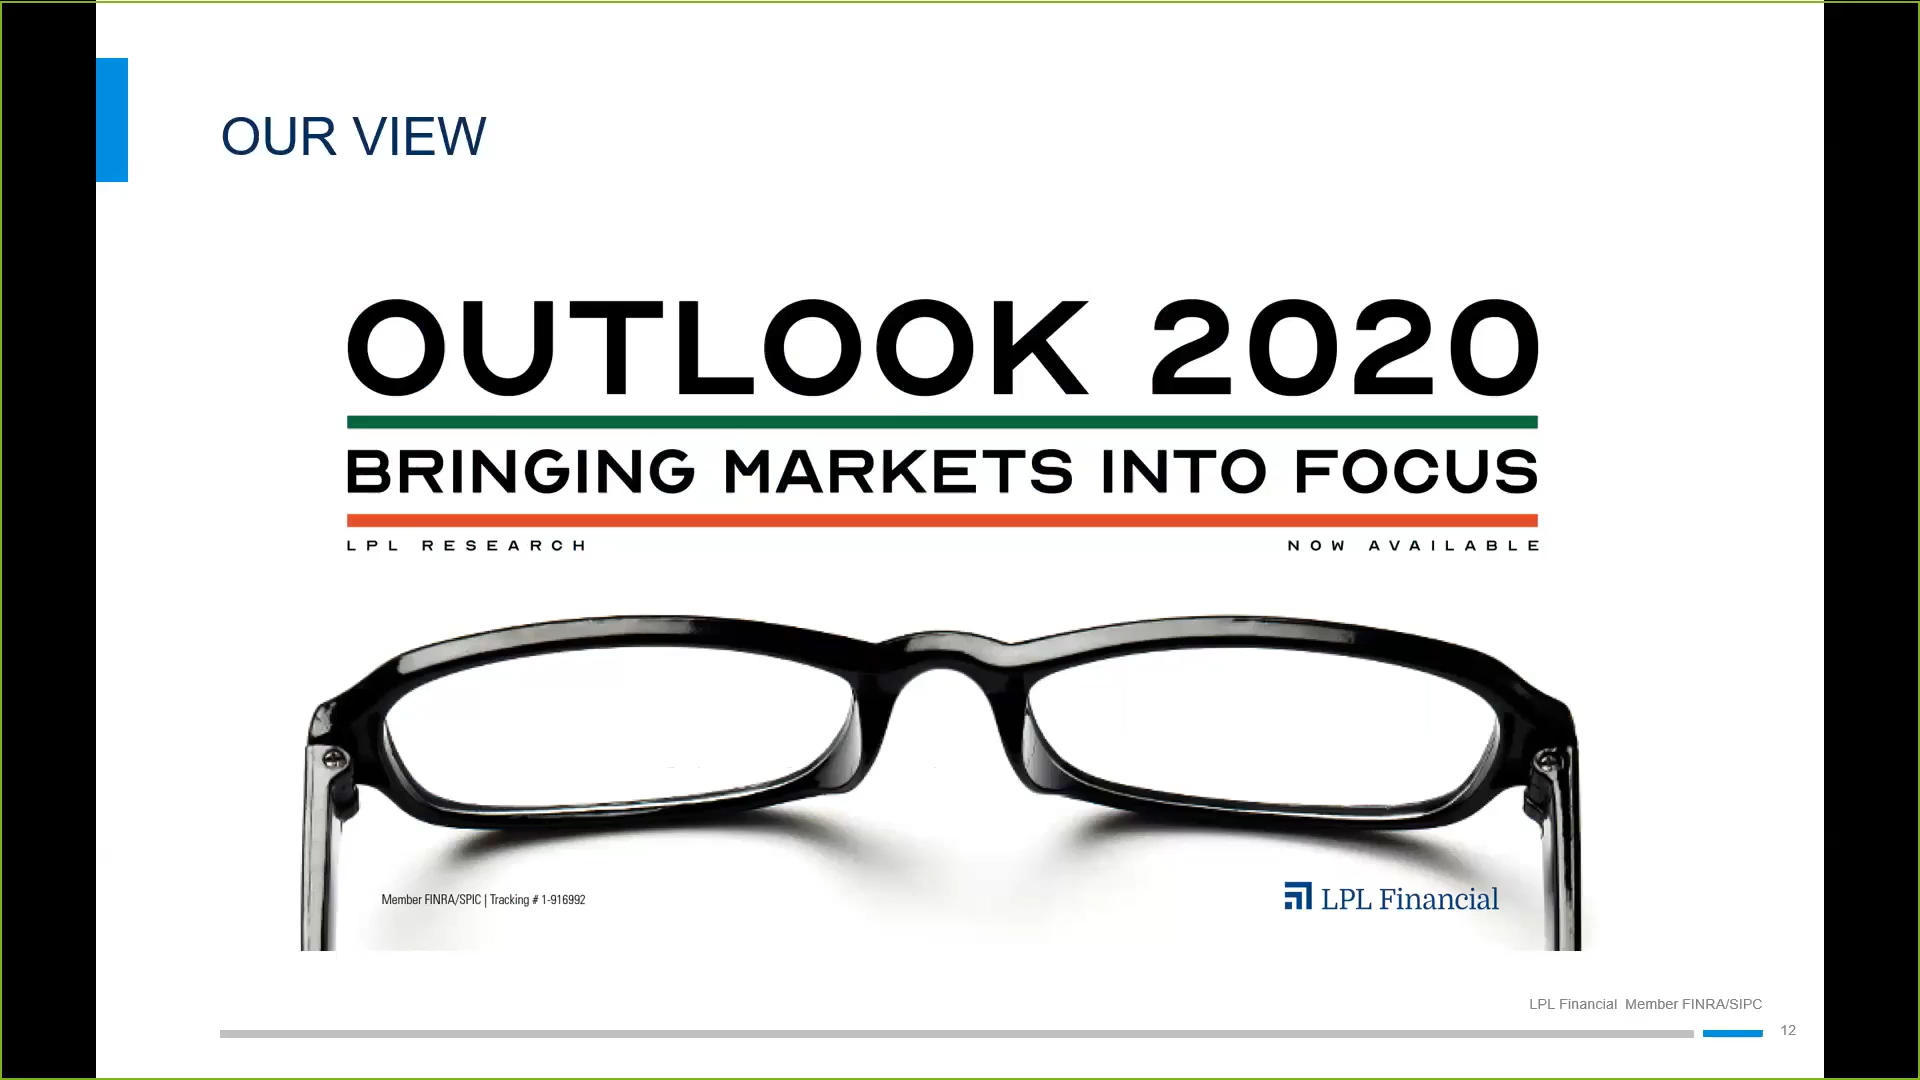 OUR VIEW
OUTLOOK 2020
BRINGING MARKETS INTO FOCUS
LPL RESEARCH NOW AVAILABLE
Member FINRA/SPIC | Tracking # 1-916992
LPL Financial
LPL Financial Member FINRA/SIPC
12